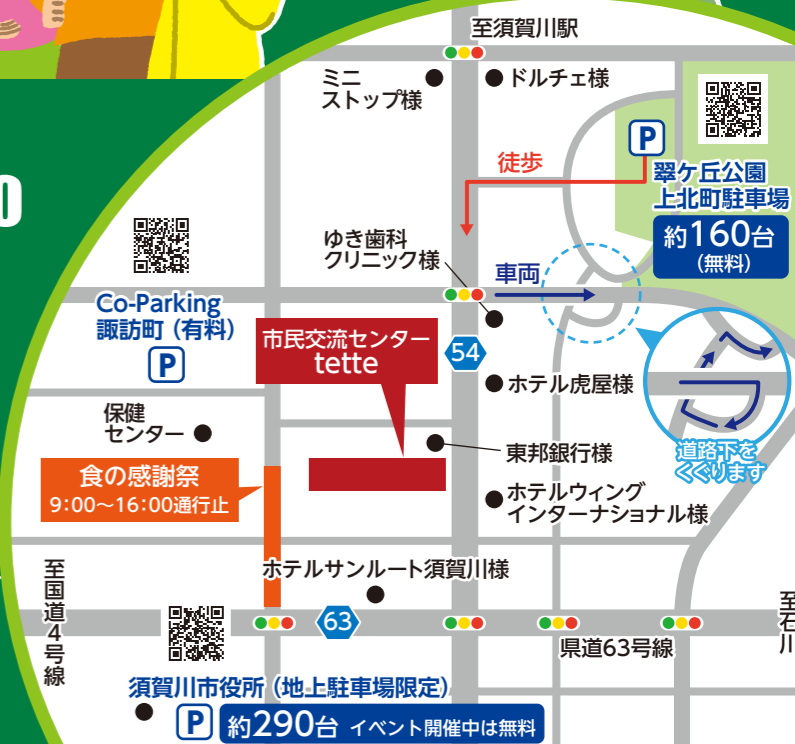 至須賀川駅
ミニ
ストップ様
ドルチェ様
P
徒歩
翠ケ丘公園
上北町駐車場
約160台
(無料)
ゆき歯科
クリニック様
車両
Co-Parking
諏訪町（有料）
P
市民交流センター
tette
54
ホテル虎屋様
保健
センター
東邦銀行様
道路下を
くぐります
食の感謝祭
9:00〜16:00通行止
ホテルウィング
インターナショナル様
ホテルサンルート須賀川様
至国道4号線
63
県道63号線
至石川
須賀川市役所（地上駐車場限定）
P
約290台 イベント開催中は無料